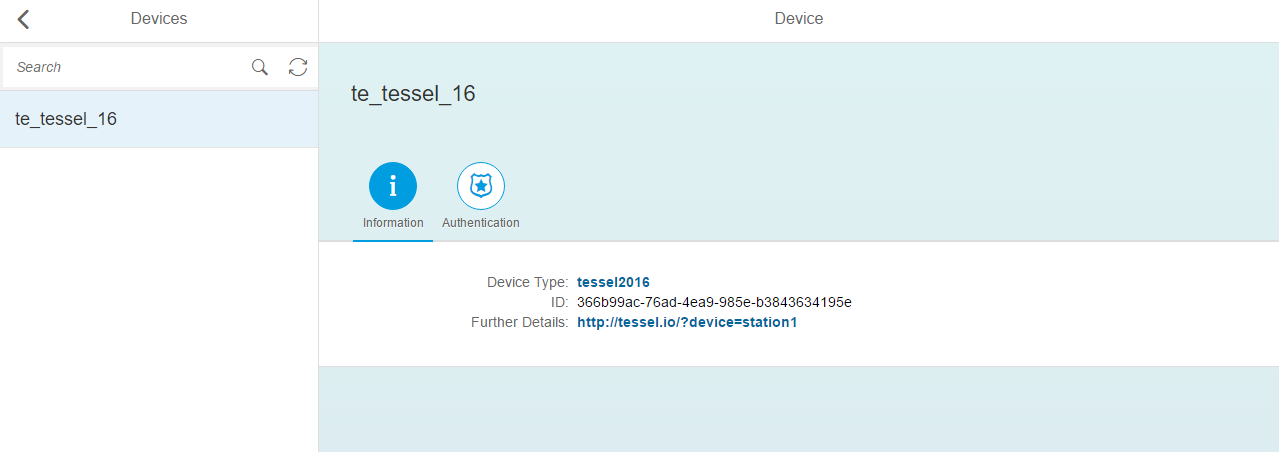 Devices
Search
te_tessel_16
Device
te_tessel_16
Information Authentication
Device Type: tessel2016
ID: 366b99ac-76ad-4ea9-985e-b3843634195e
Further Details: http://tessel.io/?device=station1